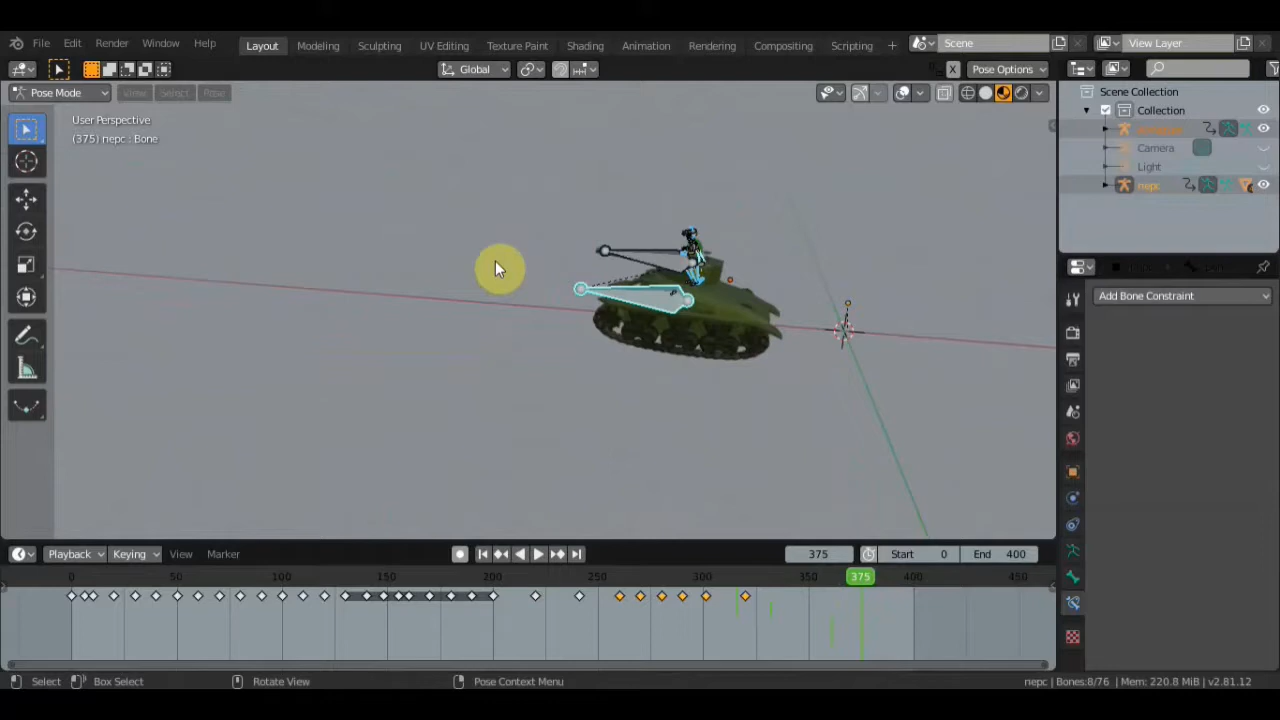 File Edit Render Window Help Layout Modeling Sculpting UV Editing Texture Paint Shading Animation Rendering Compositing Scripting + Scene View Layer
Global X Pose Options
Pose Mode View Select Pose
User Perspective
(375) nepc : Bone
Scene Collection
Collection
Camera
Light
nepc
Add Bone Constraint
Playback Keying View Marker 375 Start 0 End 400
0 50 100 150 200 250 300 350 375 400 450
Select Box Select Rotate View Pose Context Menu nepc | Bones:8/76 | Mem: 220.8 MiB | v2.81.12